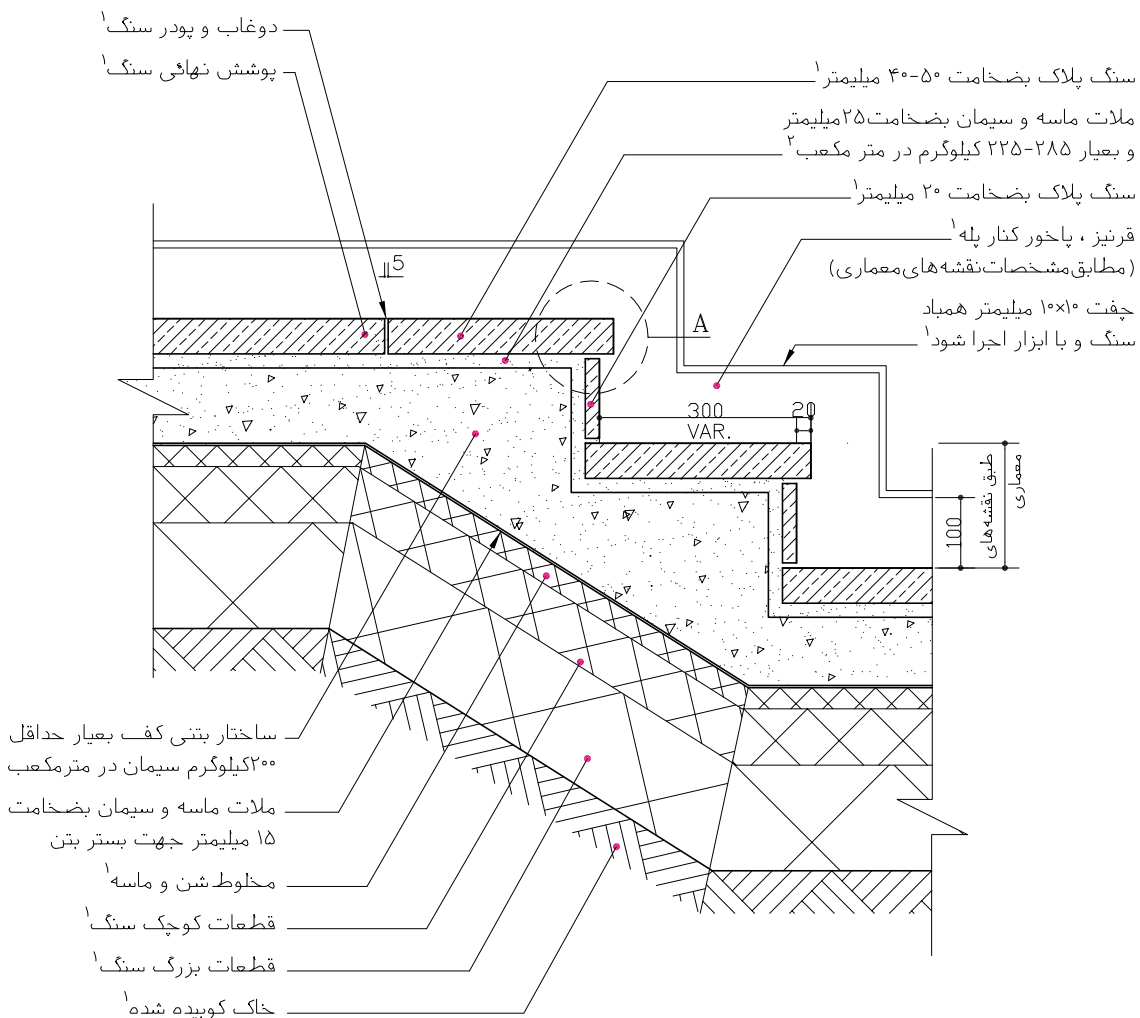 دوغاب و پودر سنگ۱
پوشش نهائی سنگ۱
سنگ پلاک بضخامت ۵۰-۴۰ میلیمتر۱
ملات ماسه و سیمان بضخامت۲۵میلیمتر
و بعیار ۲۸۵-۲۲۵ کیلوگرم در متر مکعب۲
سنگ پلاک بضخامت ۲۰ میلیمتر۱
قرنیز ، پاخور کنار پله۱
(مطابق مشخصات نقشه های معماری)
چفت ۱۰×۱۰ میلیمتر همباد
سنگ و با ابزار اجرا شود۱
5
A
300
VAR.
20
طبق نقشه های
معماری
100
ساختار بتنی کف بعیار حداقل
۲۰۰کیلوگرم سیمان در مترمکعب
ملات ماسه و سیمان بضخامت
۱۵ میلیمتر جهت بستر بتن
مخلوط شن و ماسه۱
قطعات کوچک سنگ۱
قطعات بزرگ سنگ۱
خاک کوبیده شده۱